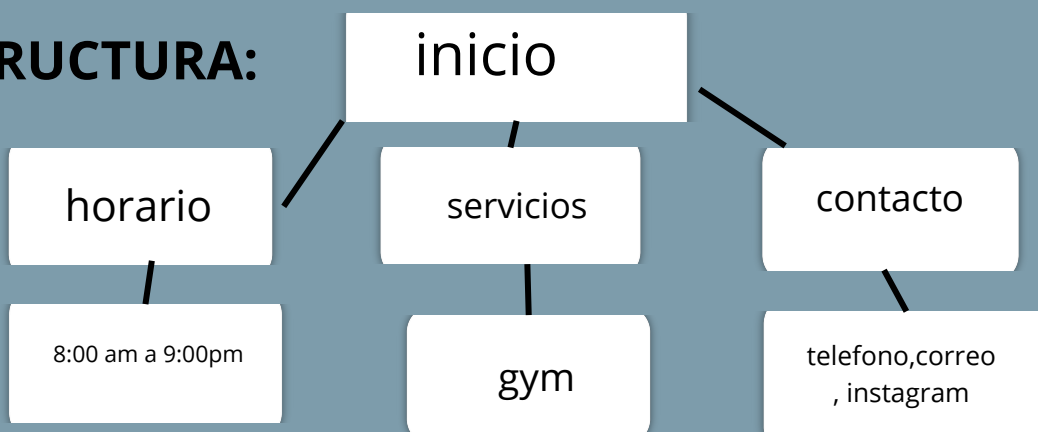 RUCTURA:
inicio
horario
servicios
contacto
8:00 am a 9:00pm
gym
telefono,correo
, instagram